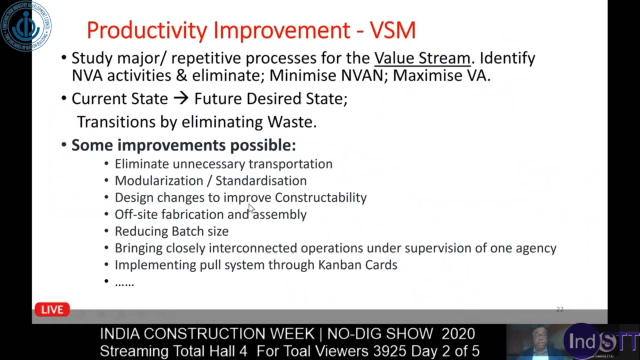 Productivity Improvement - VSM
• Study major/ repetitive processes for the Value Stream. Identify
NVA activities & eliminate; Minimise NVAN; Maximise VA.
• Current State → Future Desired State;
Transitions by eliminating Waste.
• Some improvements possible:
• Eliminate unnecessary transportation
• Modularization / Standardisation
• Design changes to improve Constructability
• Off-site fabrication and assembly
• Reducing Batch size
• Bringing closely interconnected operations under supervision of one agency
• Implementing pull system through Kanban Cards
• ......
LIVE
22
INDIA CONSTRUCTION WEEK | NO-DIG SHOW 2020
Streaming Total Hall 4 For Toal Viewers 3925 Day 2 of 5
IndSTT